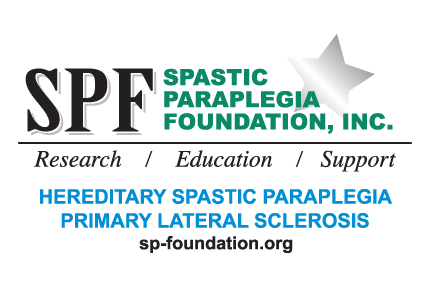 SPF
SPASTIC
PARAPLEGIA
FOUNDATION, INC.
Research / Education / Support
HEREDITARY SPASTIC PARAPLEGIA
PRIMARY LATERAL SCLEROSIS
sp-foundation.org